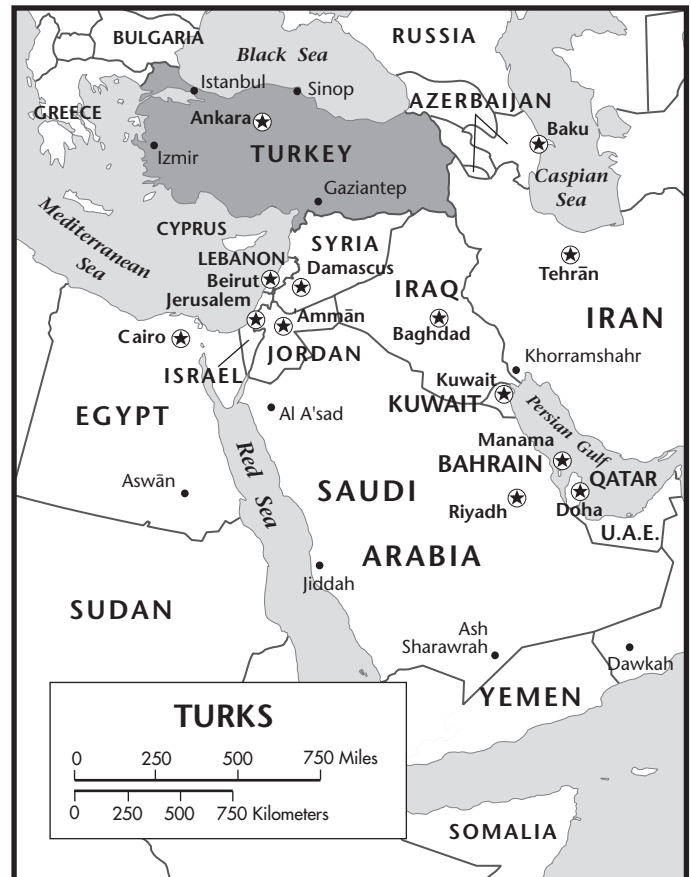 BULGARIA
Black Sea
RUSSIA
Istanbul
Sinop
AZERBAIJAN
GREECE
Ankara
Baku
Izmir
TURKEY
Caspian
Sea
Gaziantep
Mediterranean
Sea
CYPRUS
SYRIA
LEBANON
Damascus
Beirut
Tehrān
Jerusalem
IRAQ
'Ammān
IRAN
Cairo
Baghdad
JORDAN
Khorramshahr
ISRAEL
Kuwait
KUWAIT
EGYPT
Al A'sad
Persian Gulf
Manama
Red Sea
BAHRAIN
QATAR
Aswān
SAUDI
Riyadh
Doha
U.A.E.
ARABIA
Jiddah
SUDAN
Ash
Sharawrah
Dawkah
YEMEN
TURKS
0 250 500 750 Miles
0 250 500 750 Kilometers
SOMALIA